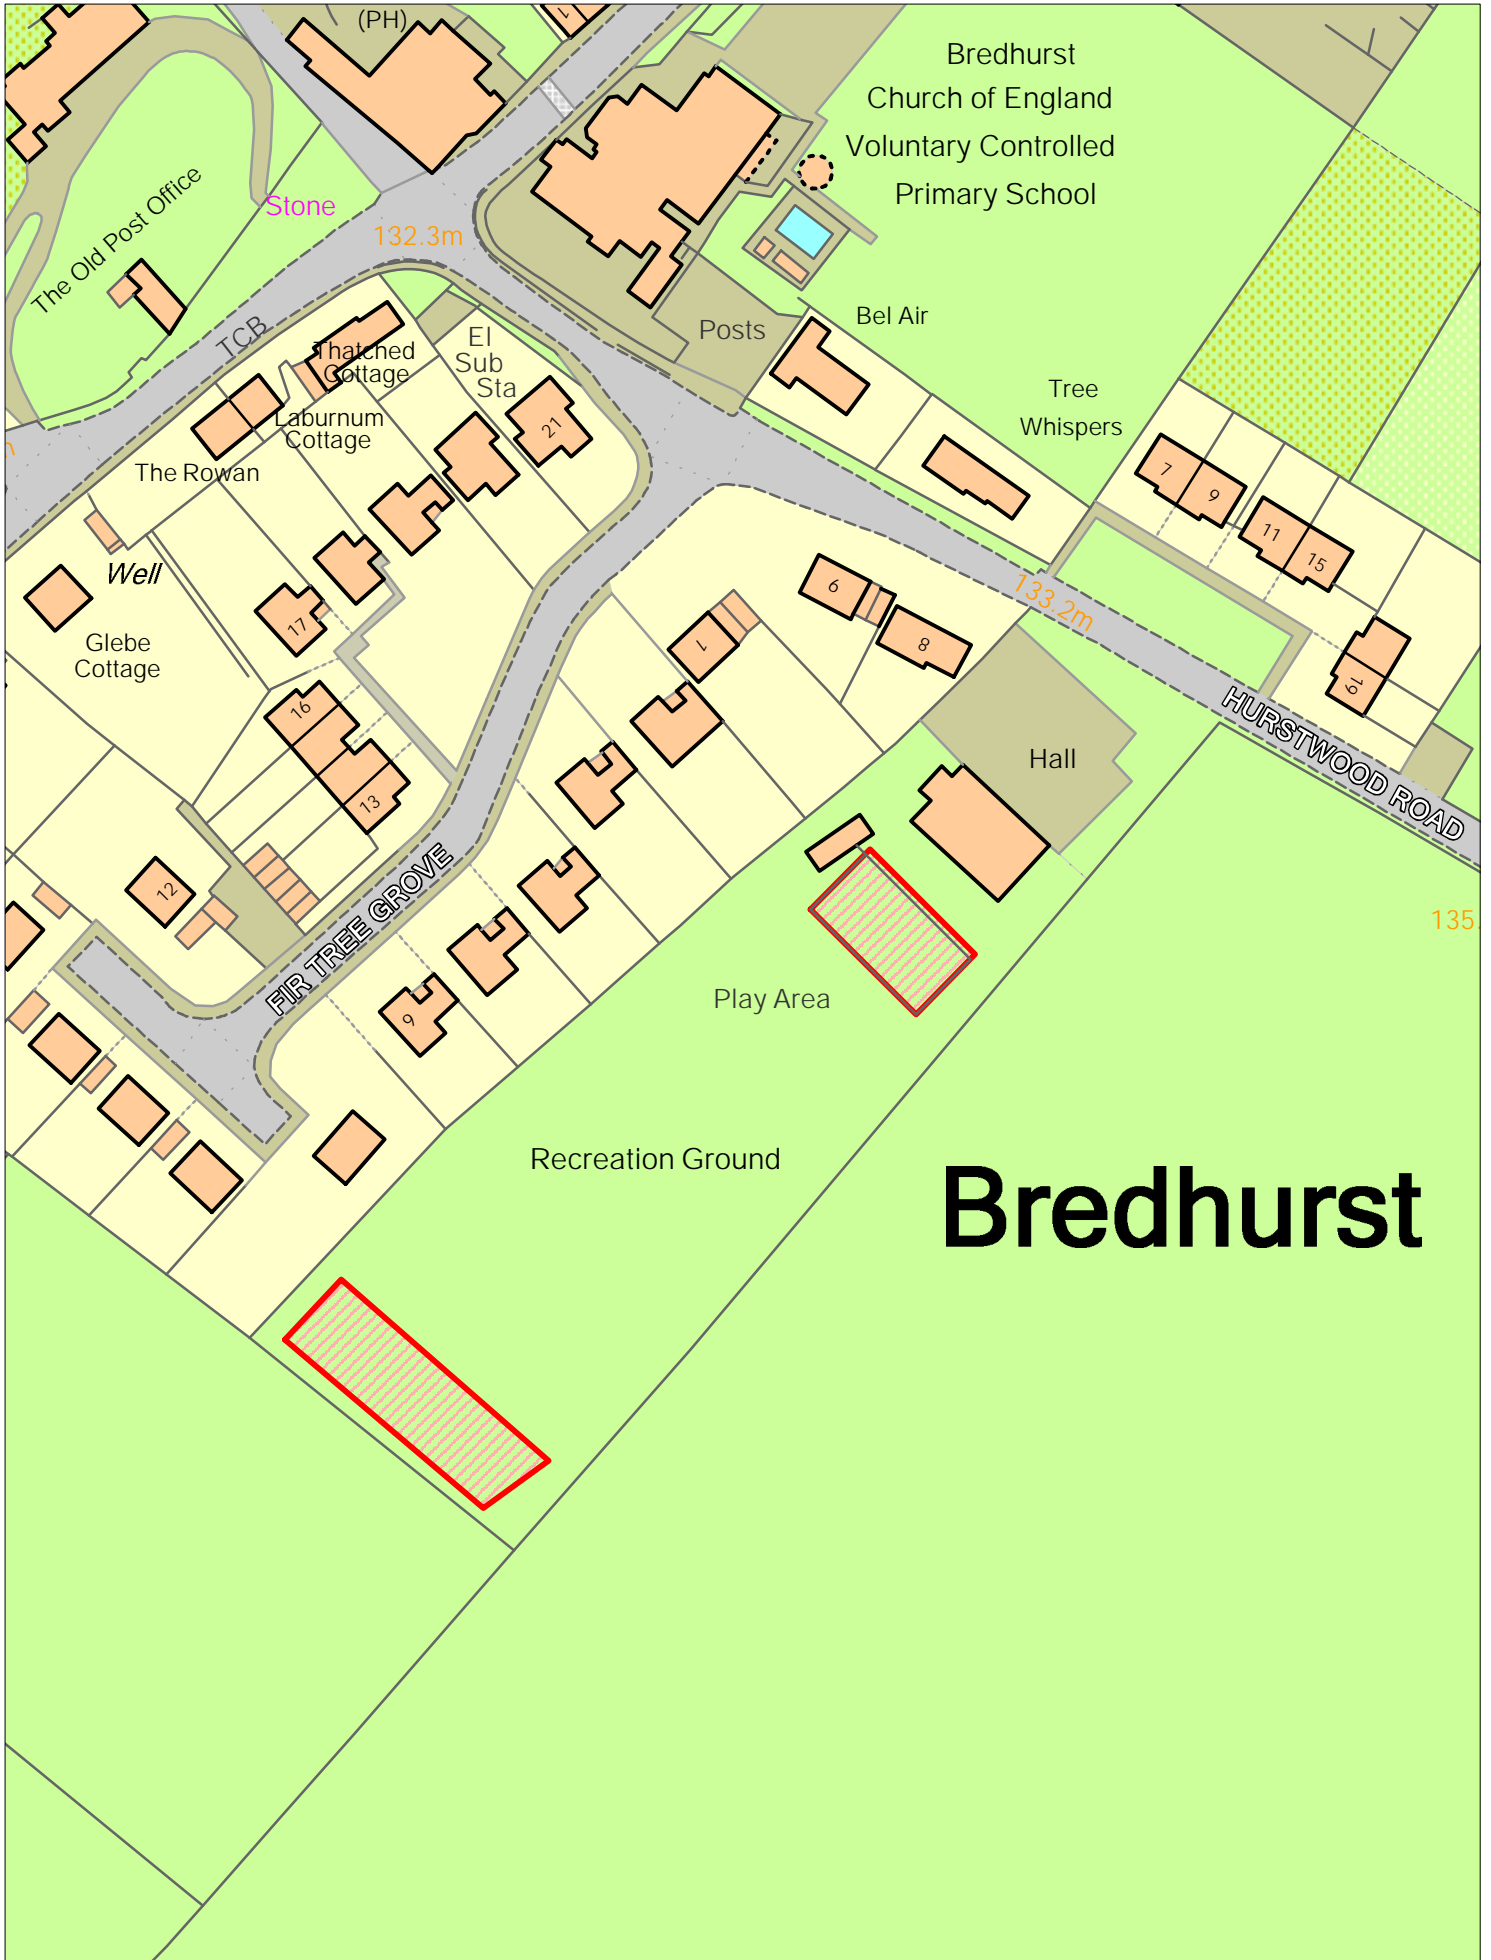 (PH)
1
Bredhurst
Church of England
Voluntary Controlled
Primary School
The Old Post Office
Stone
132.3m
TCB
Thatched
Cottage
El
Sub
Sta
Posts
Bel Air
Tree
Whispers
Laburnum
Cottage
21
The Rowan
7
9
11
15
Well
17
Glebe
Cottage
6
8
133.2m
1
19
16
13
Hall
HURSTWOOD ROAD
12
FIR TREE GROVE
135.
Play Area
9
Recreation Ground
Bredhurst